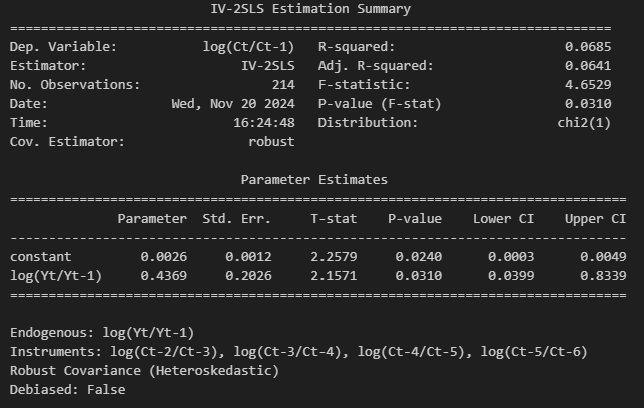 IV-2SLS Estimation Summary
==============================================================================
Dep. Variable: log(Ct/Ct-1) R-squared: 0.0685
Estimator: IV-2SLS Adj. R-squared: 0.0641
No. Observations: 214 F-statistic: 4.6529
Date: Wed, Nov 20 2024 P-value (F-stat) 0.0310
Time: 16:24:48 Distribution: chi2(1)
Cov. Estimator: robust
Parameter Estimates
================================================================================
Parameter Std. Err. T-stat P-value Lower CI Upper CI
--------------------------------------------------------------------------------
constant 0.0026 0.0012 2.2579 0.0240 0.0003 0.0049
log(Yt/Yt-1) 0.4369 0.2026 2.1571 0.0310 0.0399 0.8339
================================================================================
Endogenous: log(Yt/Yt-1)
Instruments: log(Ct-2/Ct-3), log(Ct-3/Ct-4), log(Ct-4/Ct-5), log(Ct-5/Ct-6)
Robust Covariance (Heteroskedastic)
Debiased: False